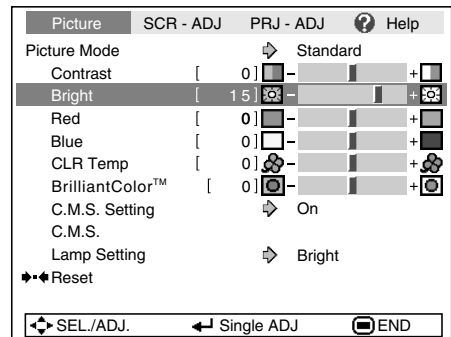 Picture SCR - ADJ PRJ - ADJ ? Help
Picture Mode Standard
Contrast [ 0 ] - +
Bright [ 15 ] - +
Red [ 0 ] - +
Blue [ 0 ] - +
CLR Temp [ 0 ] - +
BrilliantColor™ [ 0 ] - +
C.M.S. Setting On
C.M.S.
Lamp Setting Bright
Reset
SEL./ADJ. Single ADJ END